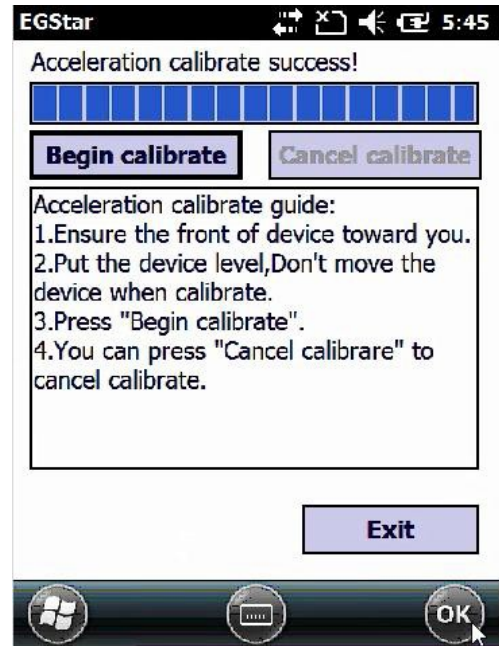 EGStar 5:45
Acceleration calibrate success!
Begin calibrate Cancel calibrate
Acceleration calibrate guide:
1.Ensure the front of device toward you.
2.Put the device level,Don't move the
device when calibrate.
3.Press "Begin calibrate".
4.You can press "Cancel calibrare" to
cancel calibrate.
Exit
OK